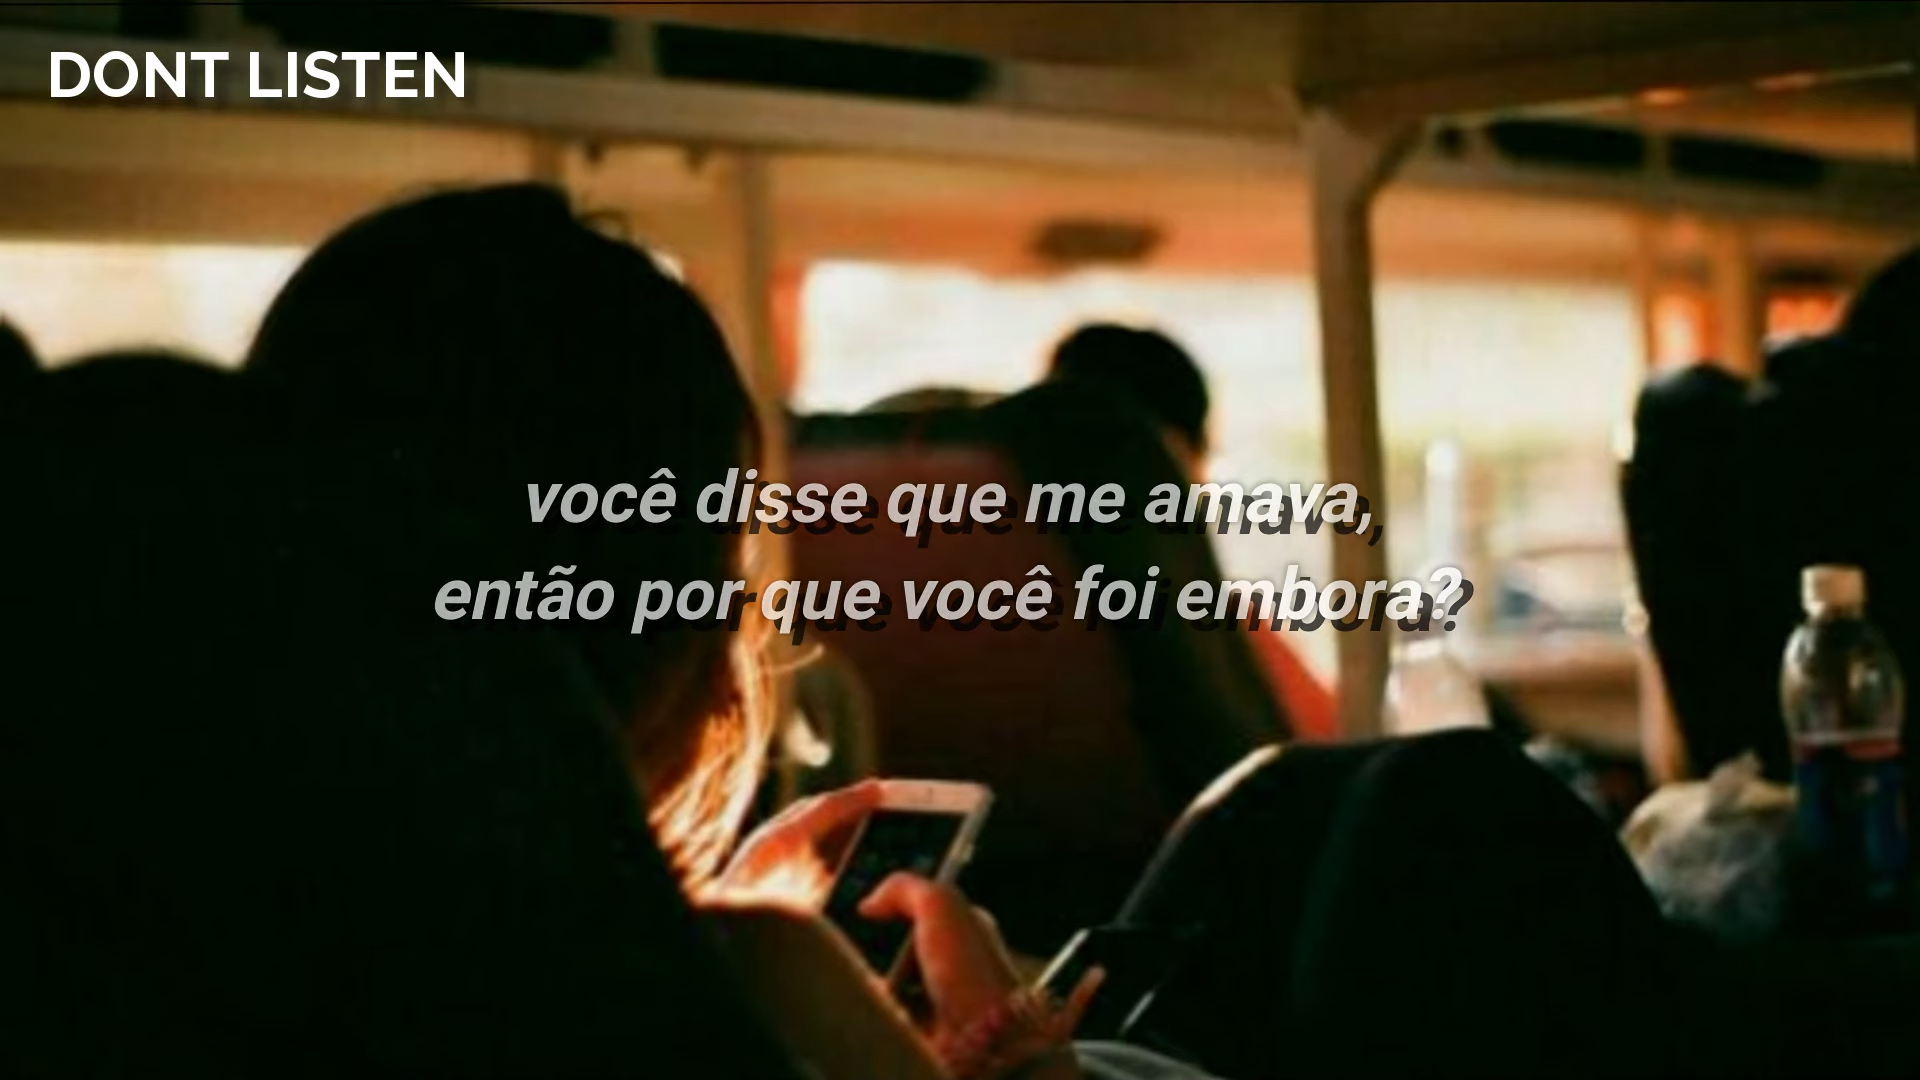 DONT LISTEN
você disse que me amava,
então por que você foi embora?